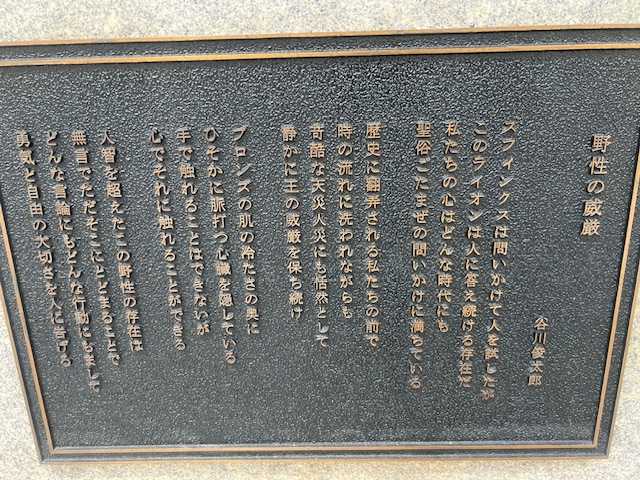 野性の威厳
谷川俊太郎
スフィンクスは問いかけて人を試したが
このライオンは人に答え続ける存在だ
私たちの心はどんな時代にも
聖俗ごたまぜの問いかけに満ちている
歴史に翻弄される私たちの前で
時の流れに洗われながらも
苛酷な天災人災にも恬然として
静かに王の威厳を保ち続け
ブロンズの肌の冷たさの奥に
ひそかに脈打つ心臓を隠している
手で触れることはできないが
心でそれに触れることができる
人智を超えたこの野性の存在は
無言でただそこにとどまることで
どんな言論にもどんな行動にもまして
勇気と自由の大切さを人に告げる